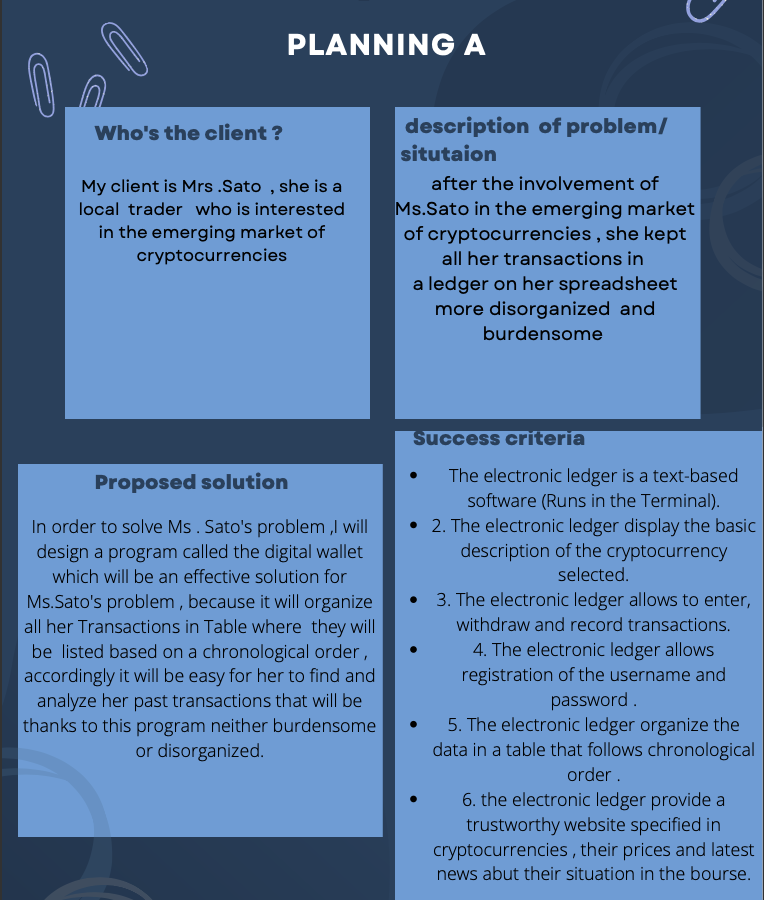 PLANNING A
Who's the client ?
My client is Mrs .Sato , she is a
local trader who is interested
in the emerging market of
cryptocurrencies
description of problem/
situtaion
after the involvement of
Ms.Sato in the emerging market
of cryptocurrencies , she kept
all her transactions in
a ledger on her spreadsheet
more disorganized and
burdensome
Proposed solution
In order to solve Ms . Sato's problem ,I will
design a program called the digital wallet
which will be an effective solution for
Ms.Sato's problem , because it will organize
all her Transactions in Table where they will
be listed based on a chronological order ,
accordingly it will be easy for her to find and
analyze her past transactions that will be
thanks to this program neither burdensome
or disorganized.
Success criteria
• The electronic ledger is a text-based
software (Runs in the Terminal).
• 2. The electronic ledger display the basic
description of the cryptocurrency
selected.
• 3. The electronic ledger allows to enter,
withdraw and record transactions.
• 4. The electronic ledger allows
registration of the username and
password .
• 5. The electronic ledger organize the
data in a table that follows chronological
order .
• 6. the electronic ledger provide a
trustworthy website specified in
cryptocurrencies , their prices and latest
news abut their situation in the bourse.